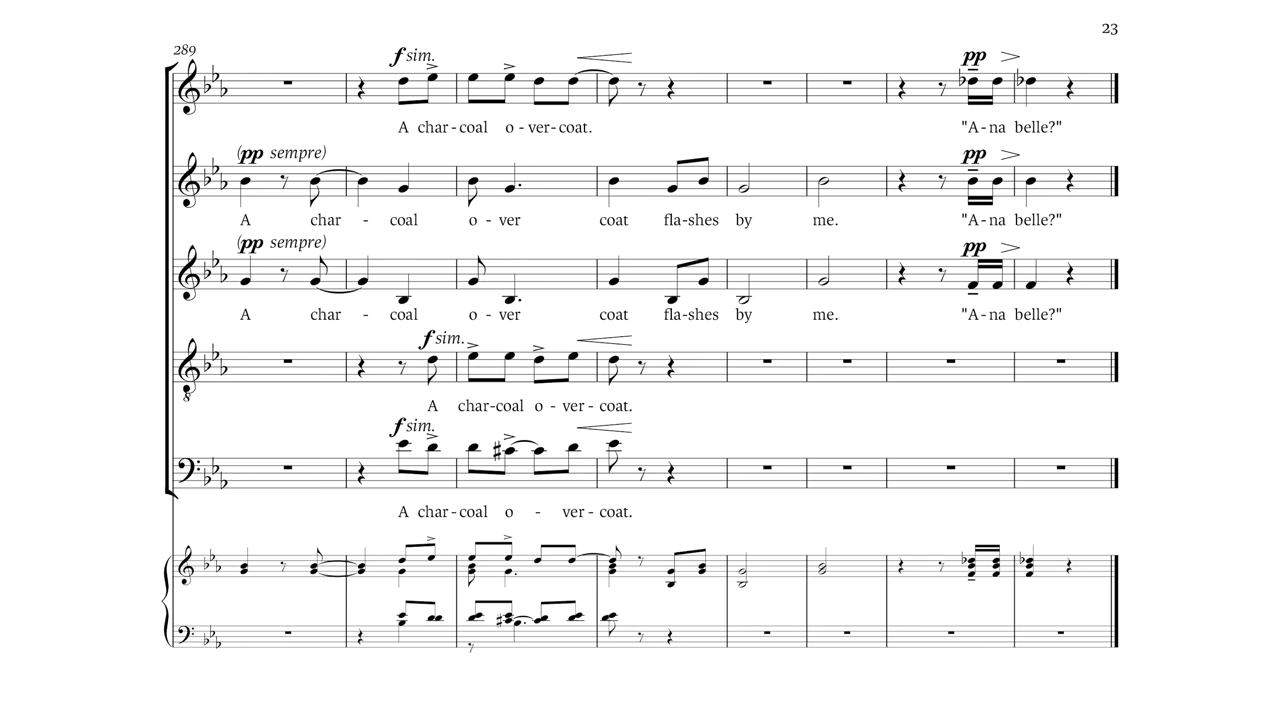 23
289
f sim.
A char-coal o-ver-coat. "A-na belle?"
pp
(pp sempre)
pp
A char - coal o - ver coat fla-shes by me. "A-na belle?"
(pp sempre)
pp
A char - coal o - ver coat fla-shes by me. "A-na belle?"
f sim.
A char-coal o - ver - coat.
f sim.
A char-coal o - ver - coat.
8